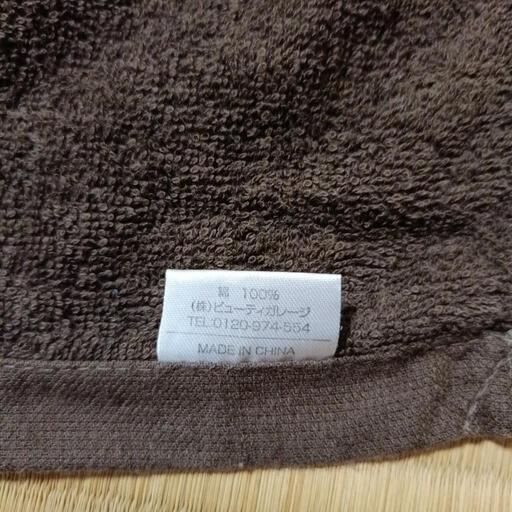 綿 100%
(株)ビューティガレージ
TEL.0120-974-554
MADE IN CHINA